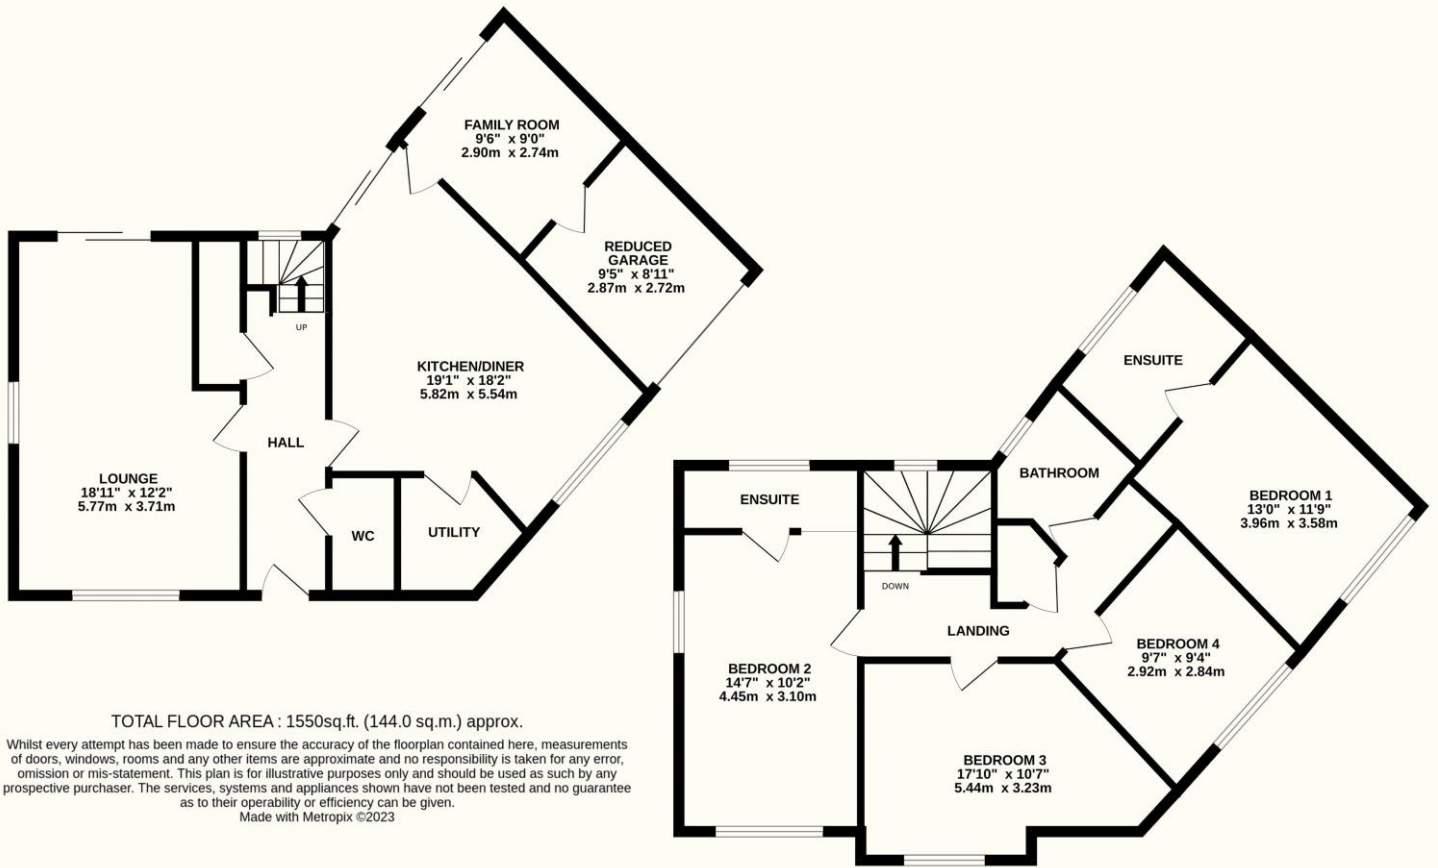 FAMILY ROOM
9'6" x 9'0"
2.90m x 2.74m
REDUCED
GARAGE
9'5" x 8'11"
2.87m x 2.72m
UP
KITCHEN/DINER
19'1" x 18'2"
5.82m x 5.54m
HALL
LOUNGE
18'11" x 12'2"
5.77m x 3.71m
WC
UTILITY
ENSUITE
BATHROOM
BEDROOM 1
13'0" x 11'9"
3.96m x 3.58m
ENSUITE
DOWN
LANDING
BEDROOM 4
9'7" x 9'4"
2.92m x 2.84m
BEDROOM 2
14'7" x 10'2"
4.45m x 3.10m
BEDROOM 3
17'10" x 10'7"
5.44m x 3.23m
TOTAL FLOOR AREA : 1550sq.ft. (144.0 sq.m.) approx.
Whilst every attempt has been made to ensure the accuracy of the floorplan contained here, measurements
of doors, windows, rooms and any other items are approximate and no responsibility is taken for any error,
omission or mis-statement. This plan is for illustrative purposes only and should be used as such by any
prospective purchaser. The services, systems and appliances shown have not been tested and no guarantee
as to their operability or efficiency can be given.
Made with Metropix ©2023